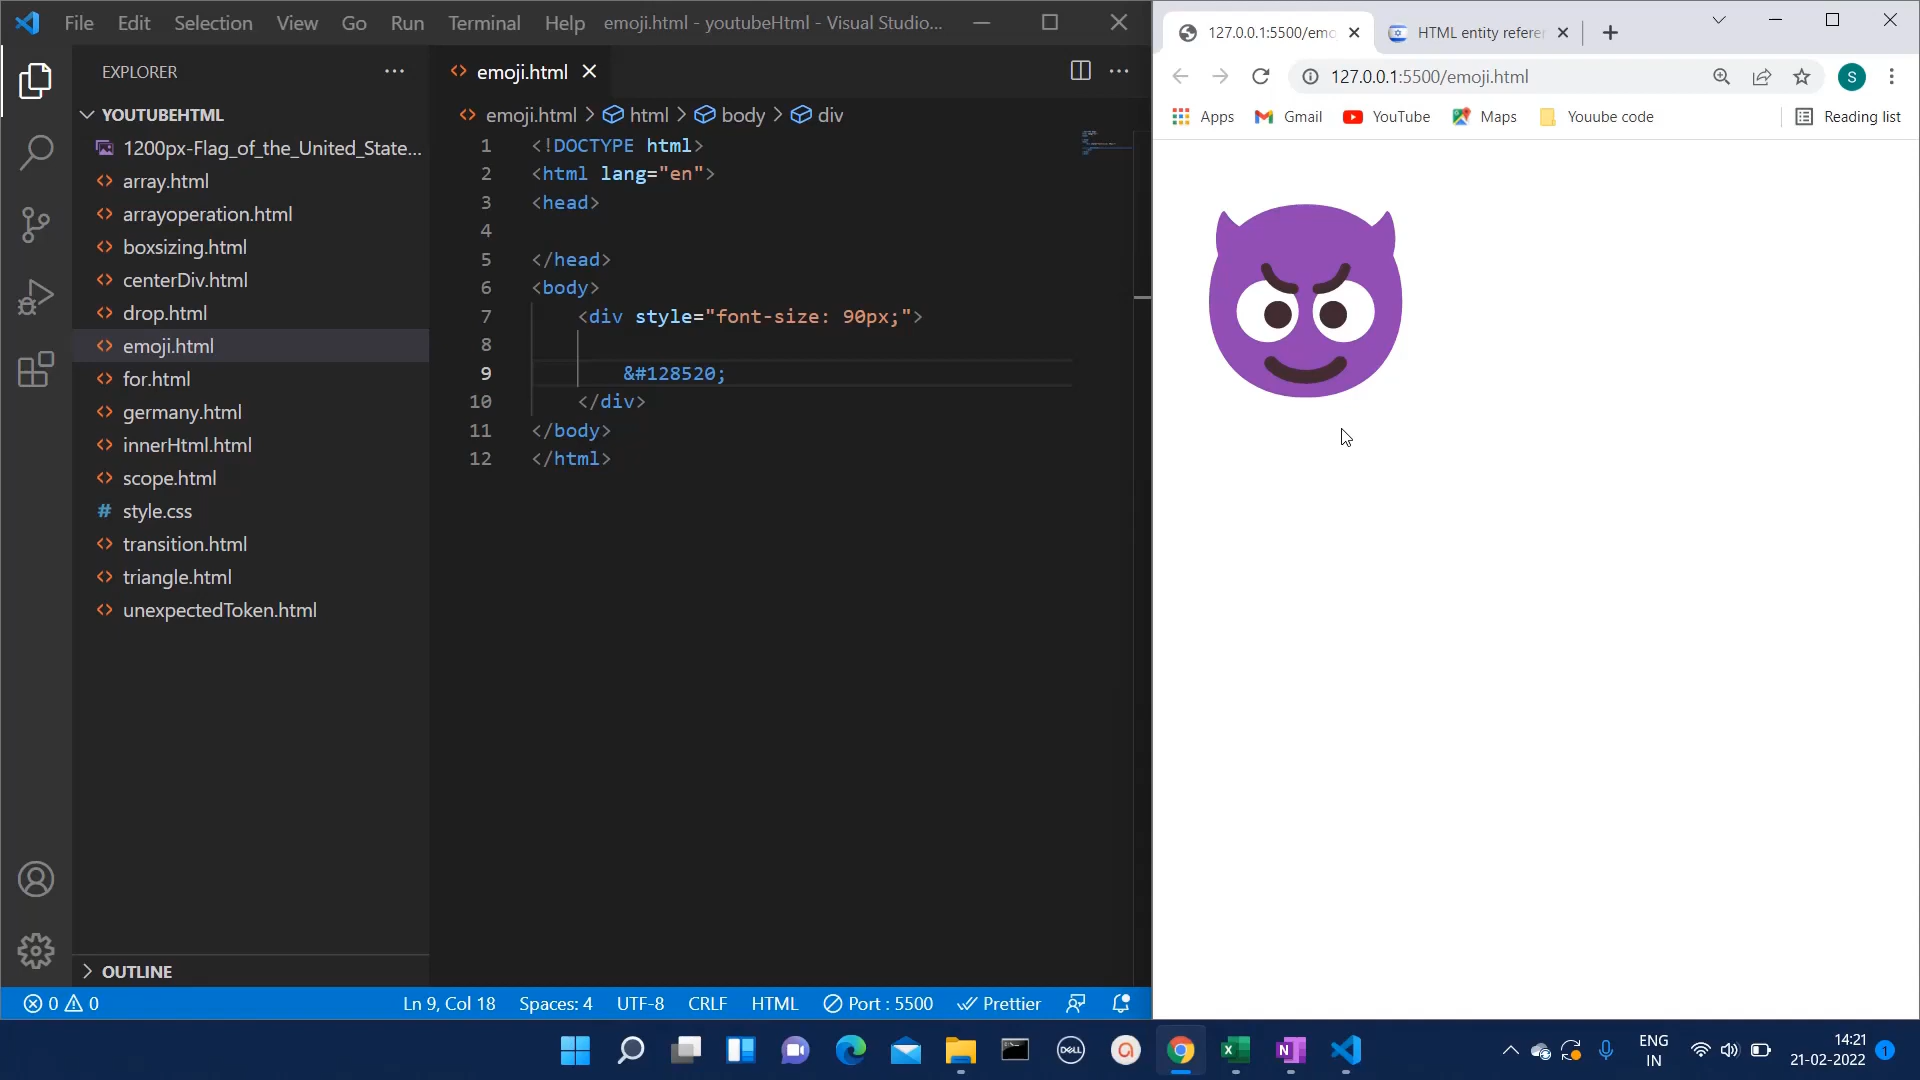 File Edit Selection View Go Run Terminal Help emoji.html - youtubeHtml - Visual Studio...
EXPLORER
YOUTUBEHTML
1200px-Flag_of_the_United_State...
array.html
arrayoperation.html
boxsizing.html
centerDiv.html
drop.html
emoji.html
for.html
germany.html
innerHtml.html
scope.html
style.css
transition.html
triangle.html
unexpectedToken.html
OUTLINE
emoji.html
emoji.html > html > body > div
1 <!DOCTYPE html>
2 <html lang="en">
3 <head>
4
5 </head>
6 <body>
7 <div style="font-size: 90px;">
8
9 &#128520;
10 </div>
11 </body>
12 </html>
0 0 Ln 9, Col 18 Spaces: 4 UTF-8 CRLF HTML Port : 5500 Prettier
127.0.0.1:5500/emo HTML entity refere
127.0.0.1:5500/emoji.html S
Apps Gmail YouTube Maps Youube code Reading list
DELL
ENG
IN
14:21
21-02-2022
1